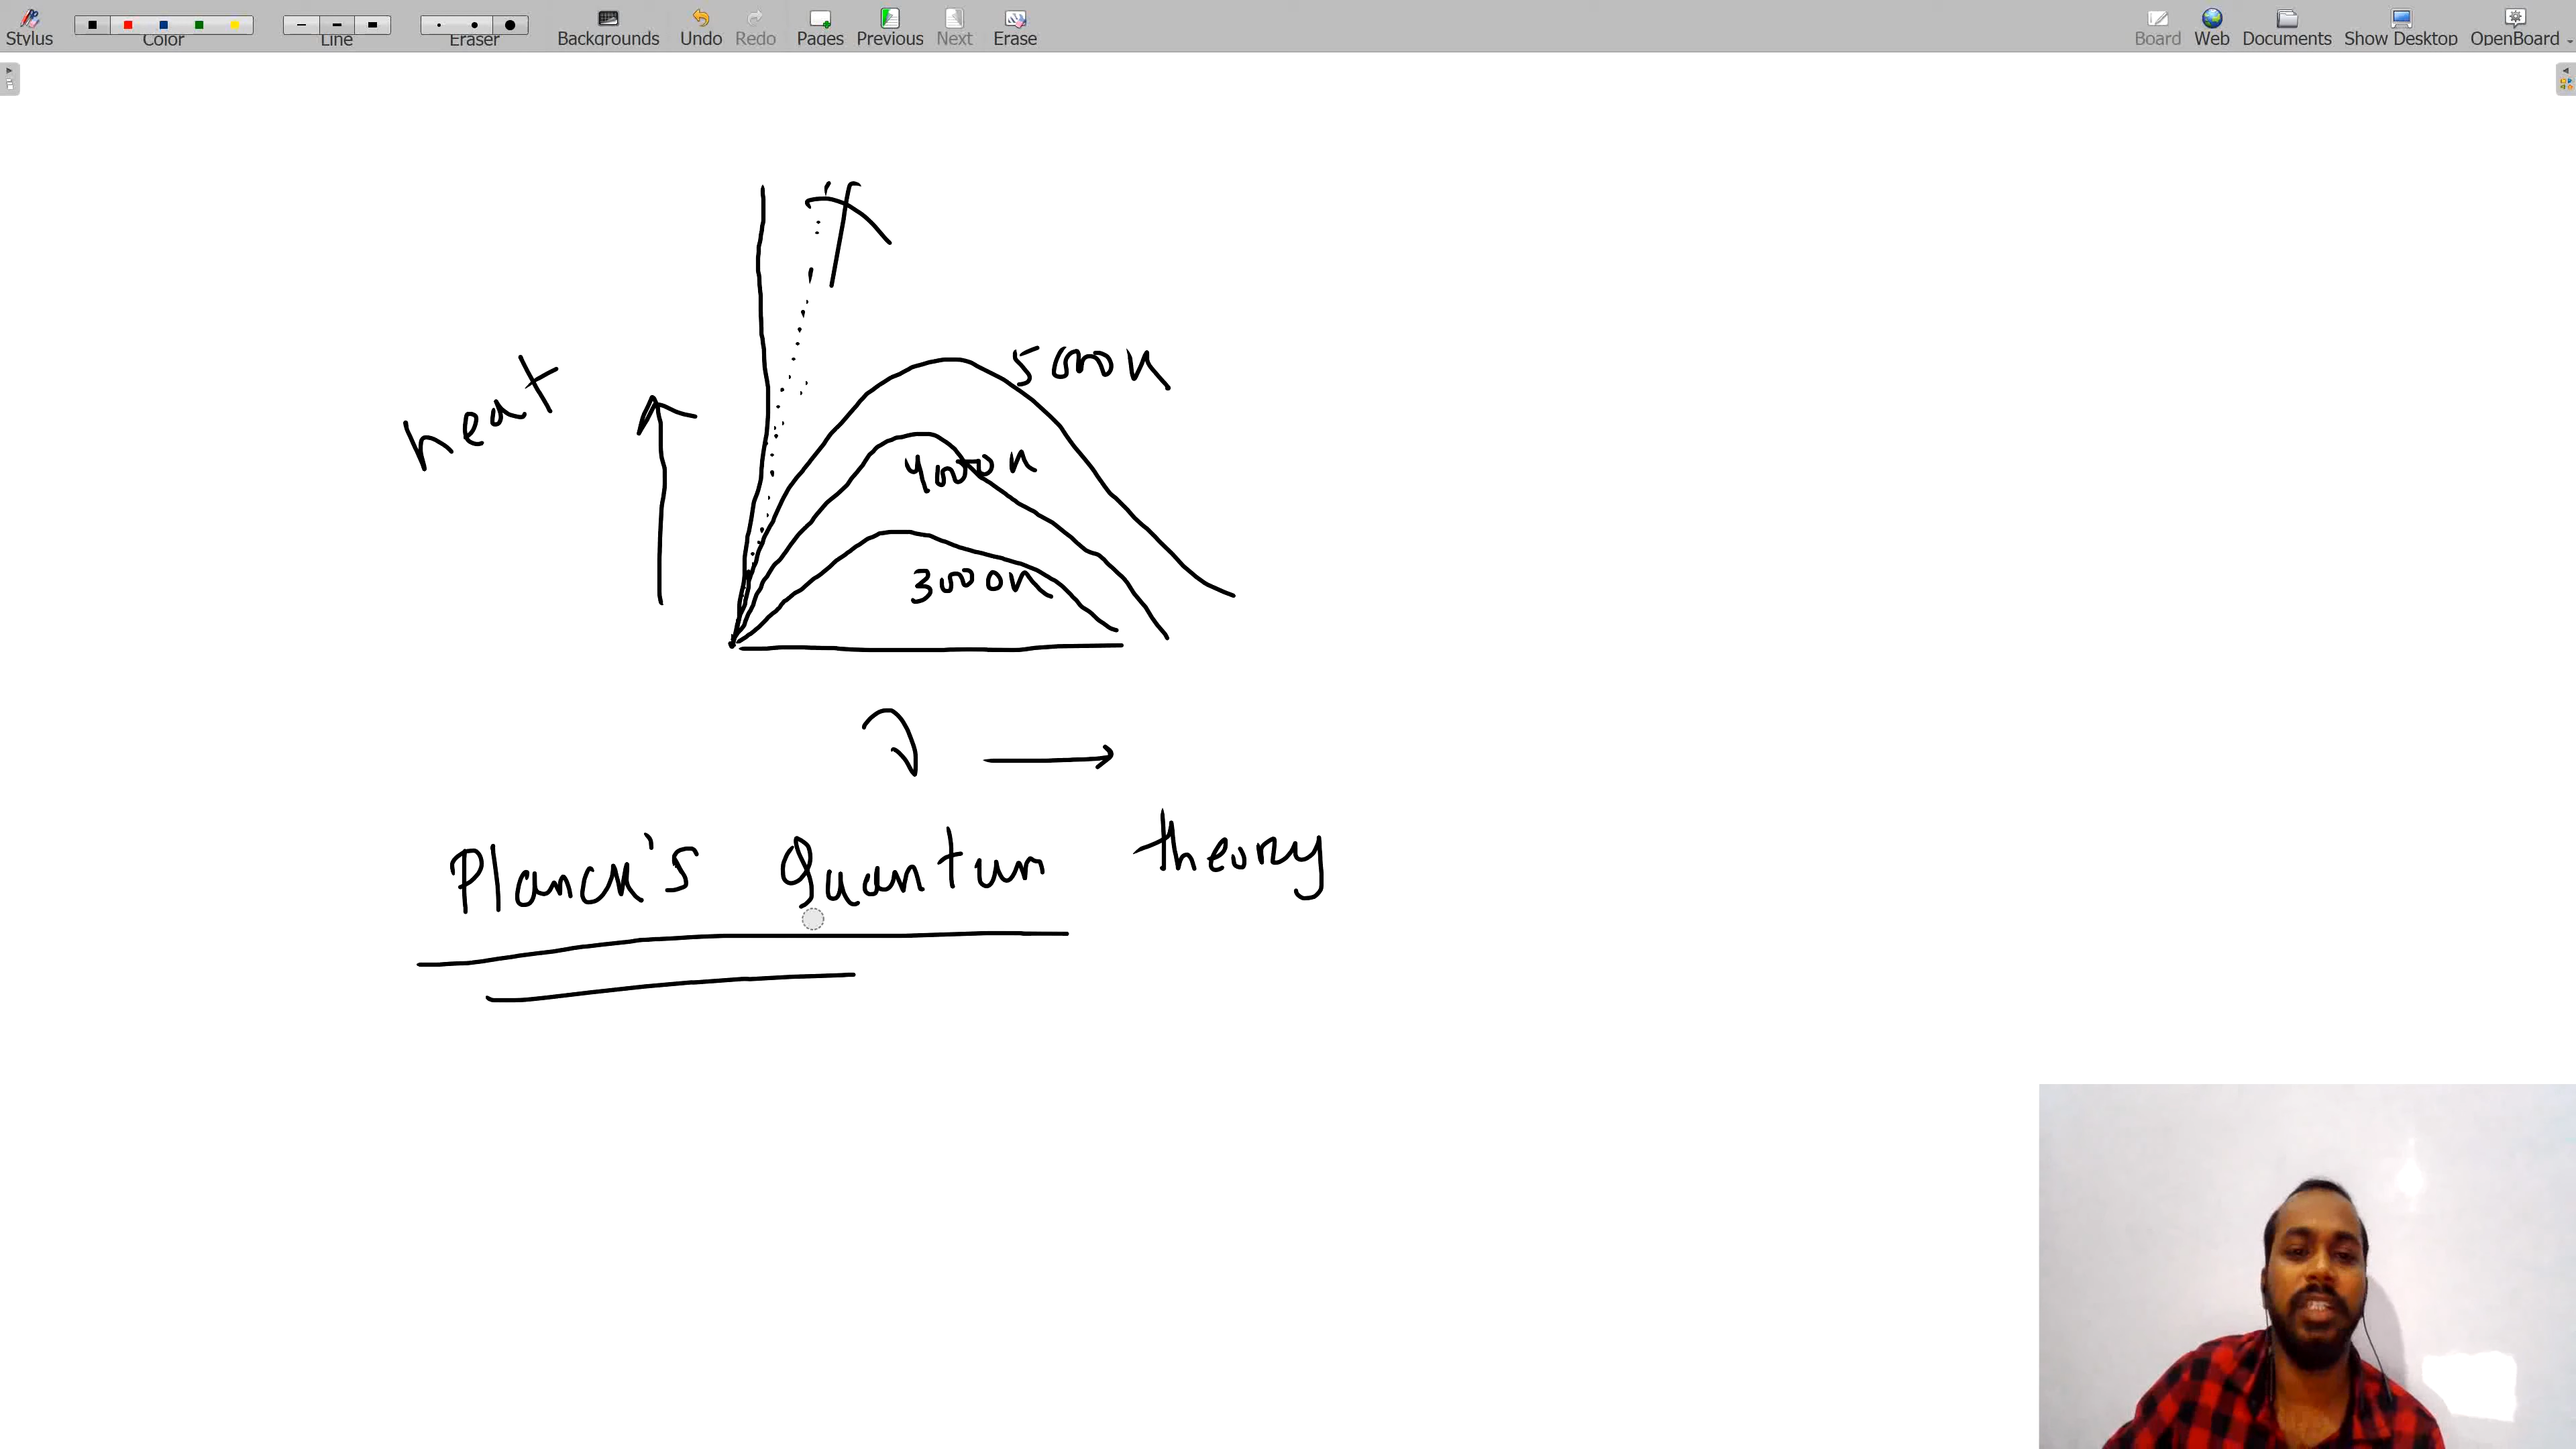 Stylus Color Line Eraser Backgrounds Undo Redo Pages Previous Next Erase Board Web Documents Show Desktop OpenBoard
5000K
heat
4000K
3000K
Planck's Quantum theory